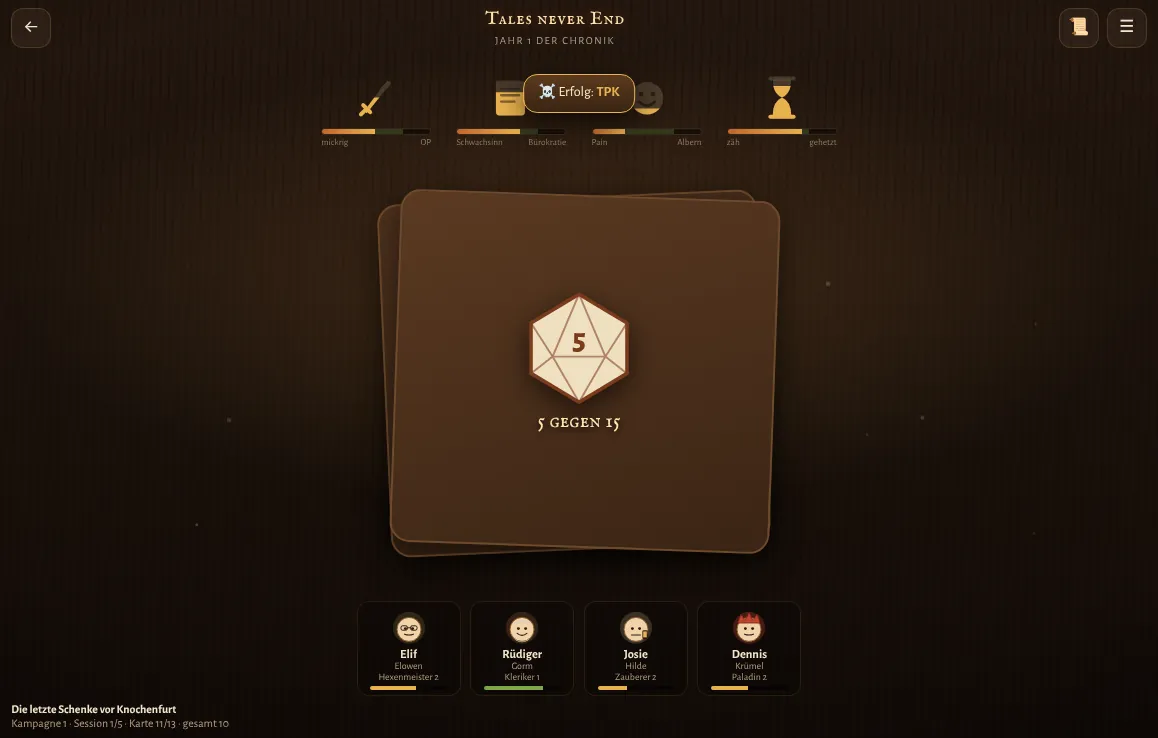 Tales never End
JAHR 1 DER CHRONIK
☠️ Erfolg: TPK
mickrig
OP
Schwachsinn
Bürokratie
Pain
Albern
zäh
gehetzt
5
5 GEGEN 15
Elif
Elowen
Hexenmeister 2
Rüdiger
Gorm
Kleriker 1
Josie
Hilde
Zauberer 2
Dennis
Krümel
Paladin 2
Die letzte Schenke vor Knochenfurt
Kampagne 1 · Session 1/5 · Karte 11/13 · gesamt 10